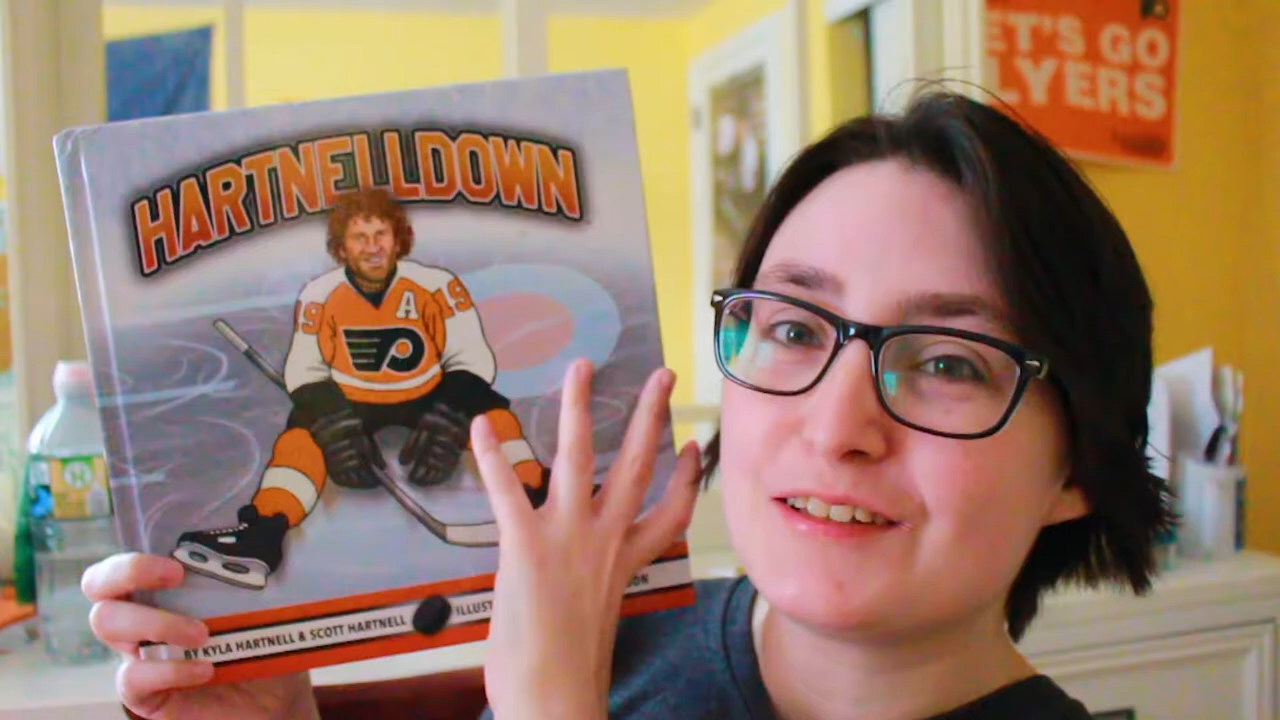 HARTNELLDOWN
19
A
19
BY KYLA HARTNELL & SCOTT HARTNELL
ET'S GO
LYERS